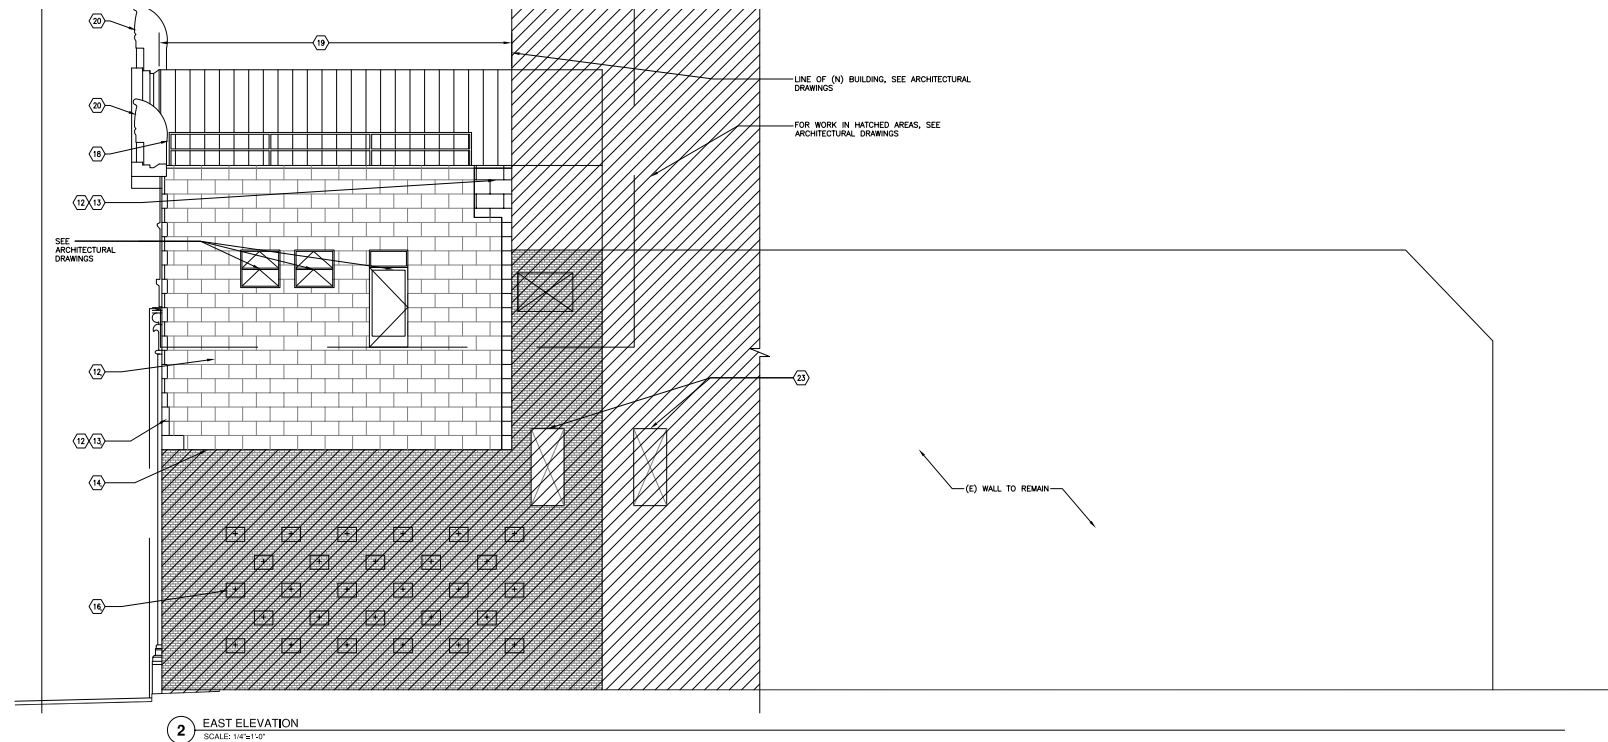 20
19
LINE OF (N) BUILDING, SEE ARCHITECTURAL
DRAWINGS
20
FOR WORK IN HATCHED AREAS, SEE
ARCHITECTURAL DRAWINGS
18
12 13
SEE
ARCHITECTURAL
DRAWINGS
12
23
12 13
14
(E) WALL TO REMAIN
16
2 EAST ELEVATION
SCALE: 1/4"=1'-0"